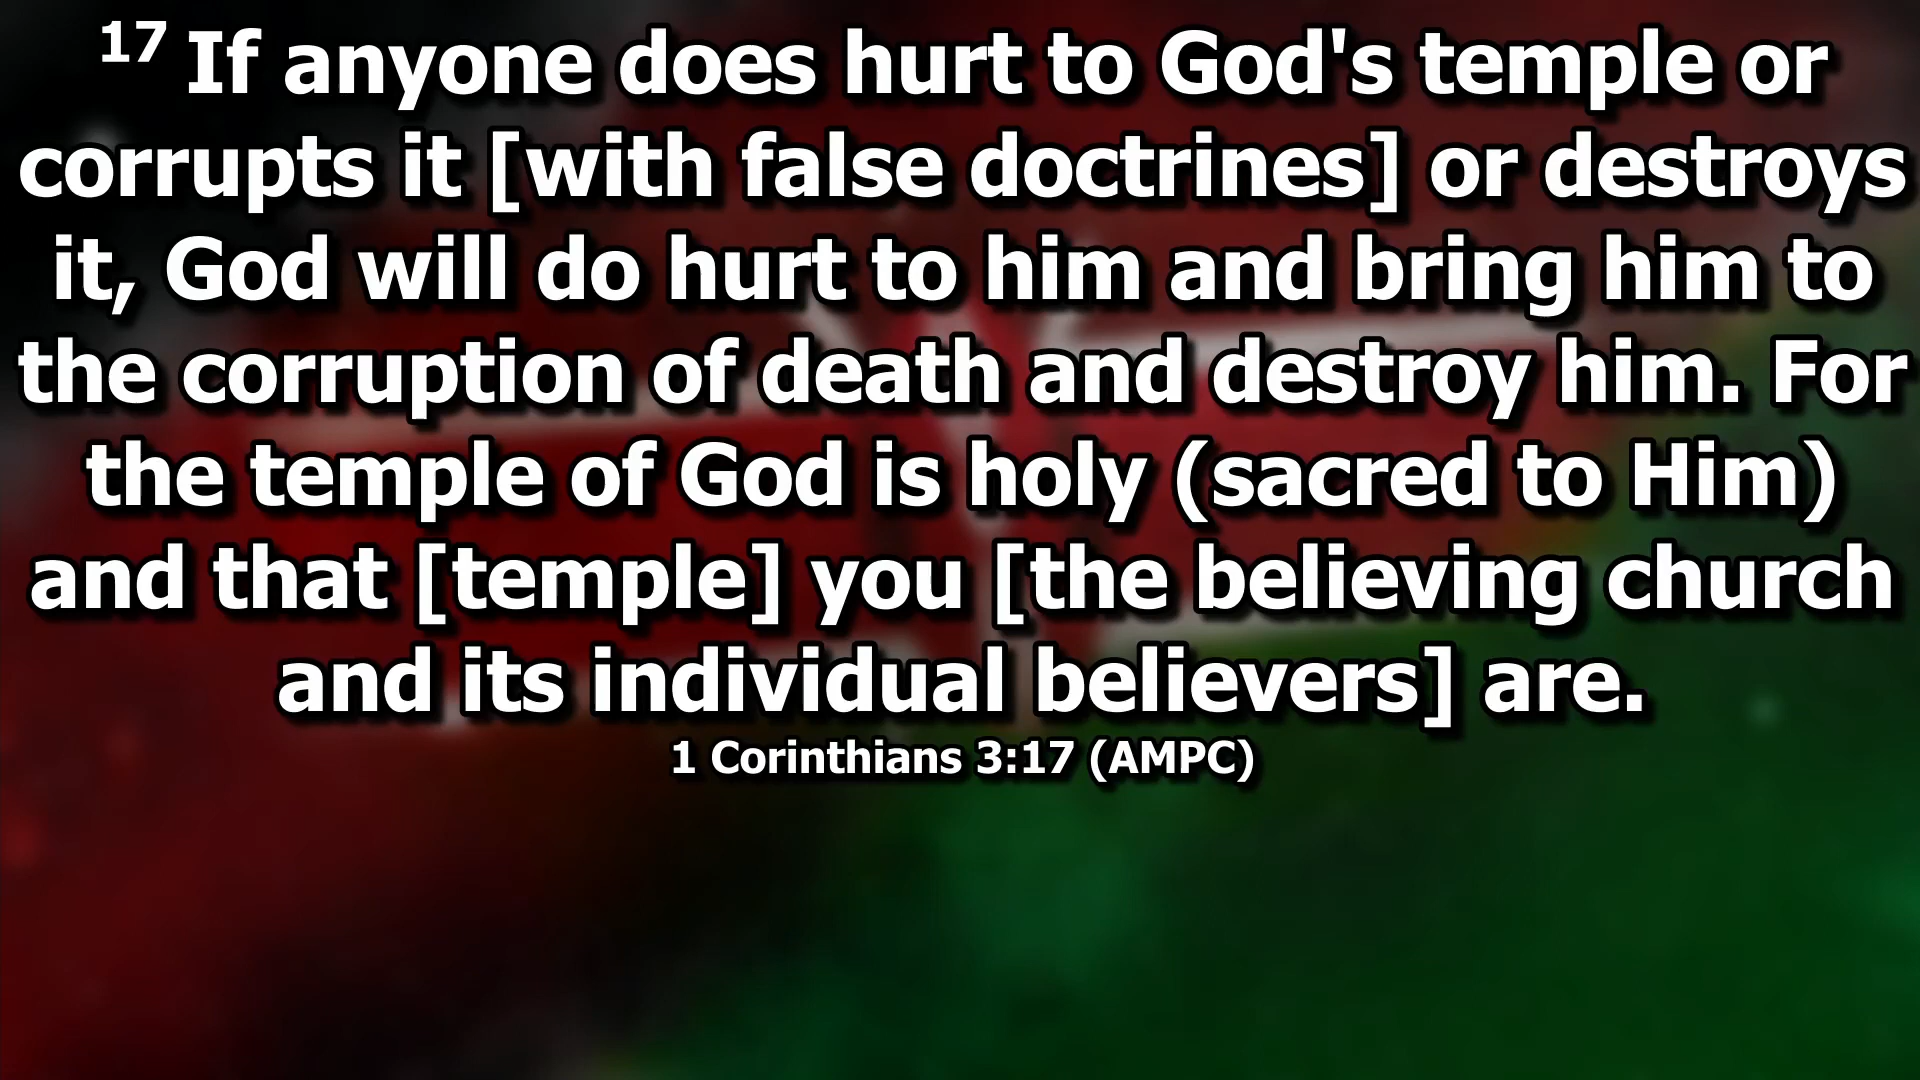 17 If anyone does hurt to God's temple or
corrupts it [with false doctrines] or destroys
it, God will do hurt to him and bring him to
the corruption of death and destroy him. For
the temple of God is holy (sacred to Him)
and that [temple] you [the believing church
and its individual believers] are.
1 Corinthians 3:17 (AMPC)